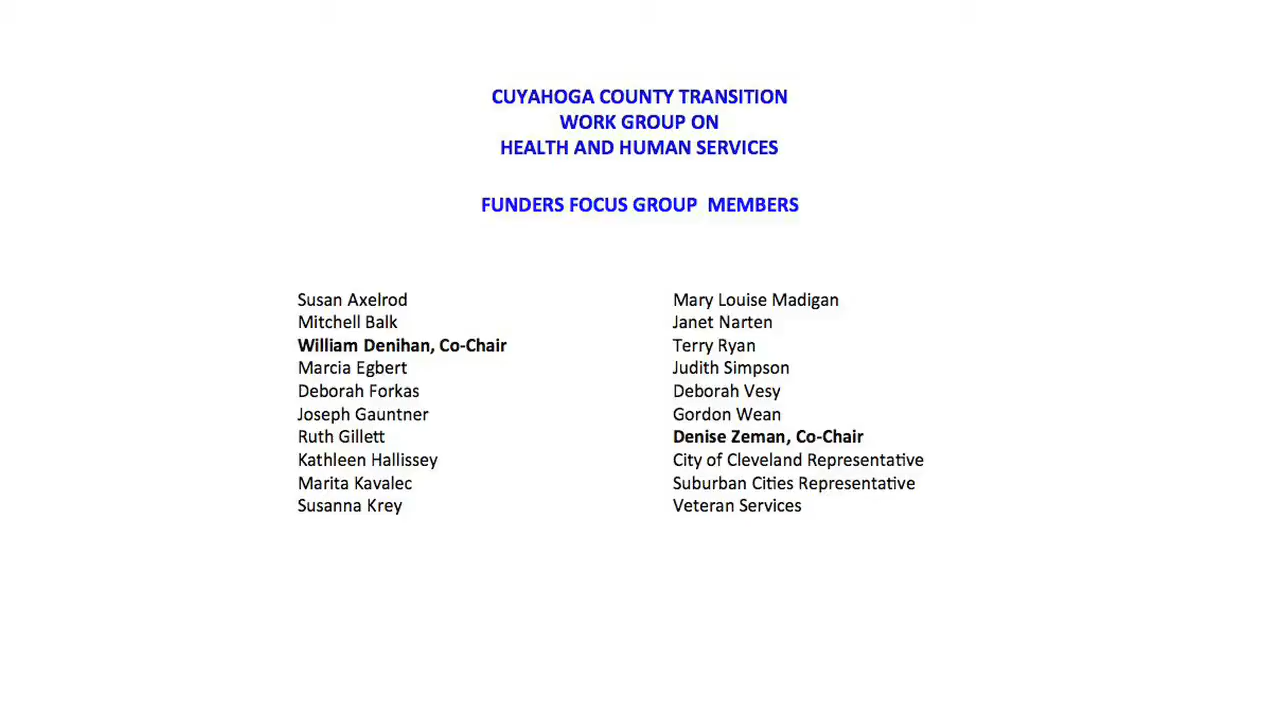 CUYAHOGA COUNTY TRANSITION
WORK GROUP ON
HEALTH AND HUMAN SERVICES
FUNDERS FOCUS GROUP MEMBERS
Susan Axelrod
Mitchell Balk
William Denihan, Co-Chair
Marcia Egbert
Deborah Forkas
Joseph Gauntner
Ruth Gillett
Kathleen Hallissey
Marita Kavalec
Susanna Krey
Mary Louise Madigan
Janet Narten
Terry Ryan
Judith Simpson
Deborah Vesy
Gordon Wean
Denise Zeman, Co-Chair
City of Cleveland Representative
Suburban Cities Representative
Veteran Services